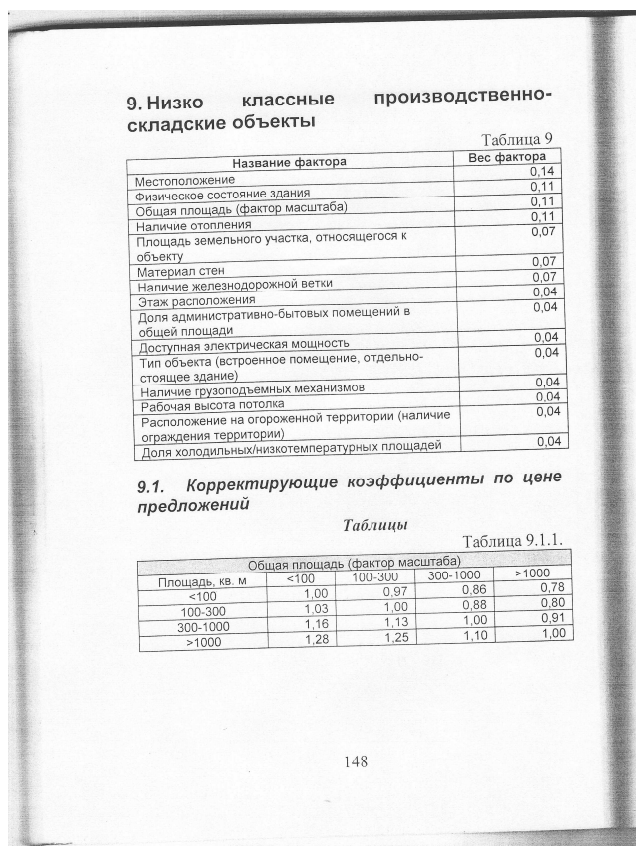 9. Низко классные производственно-
складские объекты
Таблица 9
Название фактора Вес фактора
Местоположение 0,14
Физическое состояние здания 0,11
Общая площадь (фактор масштаба) 0,11
Наличие отопления 0,11
Площадь земельного участка, относящегося к 0,07
объекту
Материал стен 0,07
Наличие железнодорожной ветки 0,07
Этаж расположения 0,04
Доля административно-бытовых помещений в 0,04
общей площади
Доступная электрическая мощность 0,04
Тип объекта (встроенное помещение, отдельно- 0,04
стоящее здание)
Наличие грузоподъемных механизмов 0,04
Рабочая высота потолка 0,04
Расположение на огороженной территории (наличие 0,04
ограждения территории)
Доля холодильных/низкотемпературных площадей 0,04
9.1. Корректирующие коэффициенты по цене
предложений
Таблицы
Таблица 9.1.1.
Общая площадь (фактор масштаба)
Площадь, кв. м <100 100-300 300-1000 >1000
<100 1,00 0,97 0,86 0,78
100-300 1,03 1,00 0,88 0,80
300-1000 1,16 1,13 1,00 0,91
>1000 1,28 1,25 1,10 1,00
148